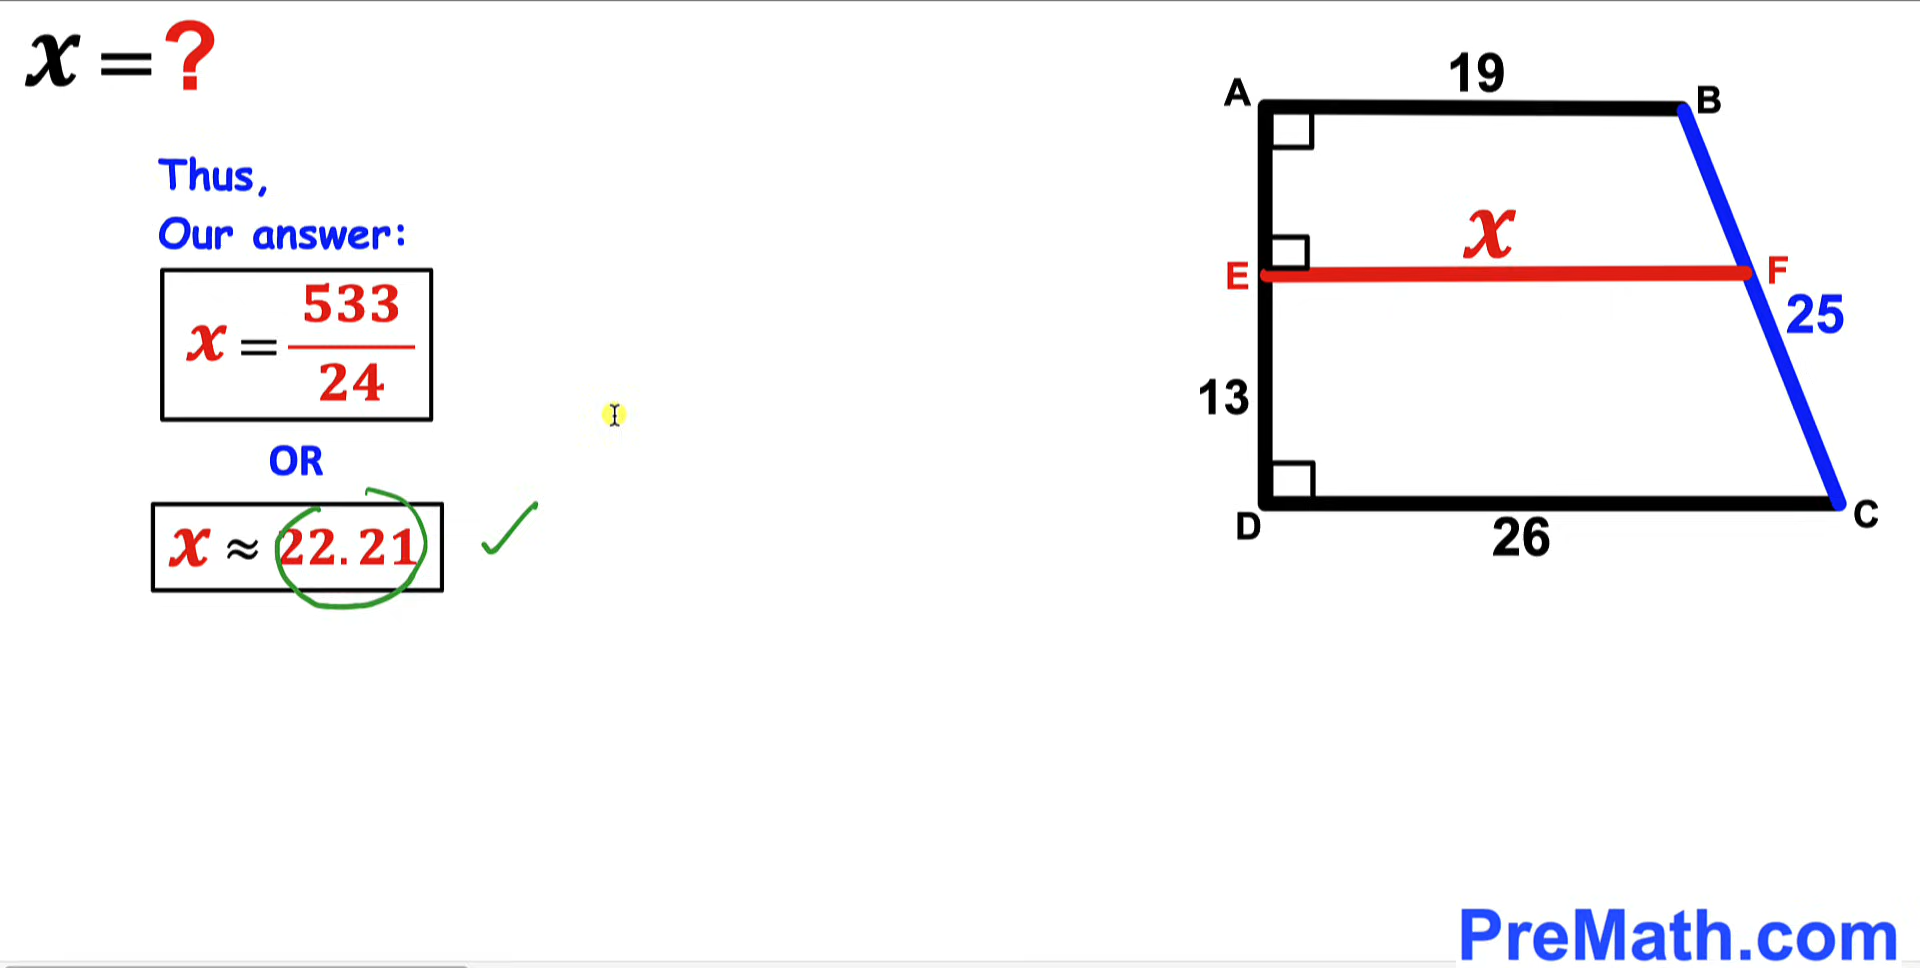 x = ?
Thus,
Our answer:
x = 533/24
OR
x ≈ 22.21
A
19
B
x
E
F
25
13
D
26
C
PreMath.com